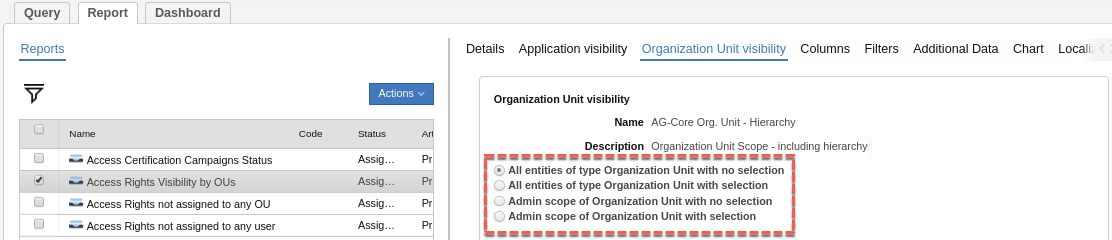 Query Report Dashboard
Reports
Actions
Name Code Status Art
Access Certification Campaigns Status Assig... Pr
Access Rights Visibility by OUs Assig... Pr
Access Rights not assigned to any OU Assig... Pr
Access Rights not assigned to any user Assig... Pr
Details Application visibility Organization Unit visibility Columns Filters Additional Data Chart Localiz
Organization Unit visibility
Name AG-Core Org. Unit - Hierarchy
Description Organization Unit Scope - including hierarchy
All entities of type Organization Unit with no selection
All entities of type Organization Unit with selection
Admin scope of Organization Unit with no selection
Admin scope of Organization Unit with selection